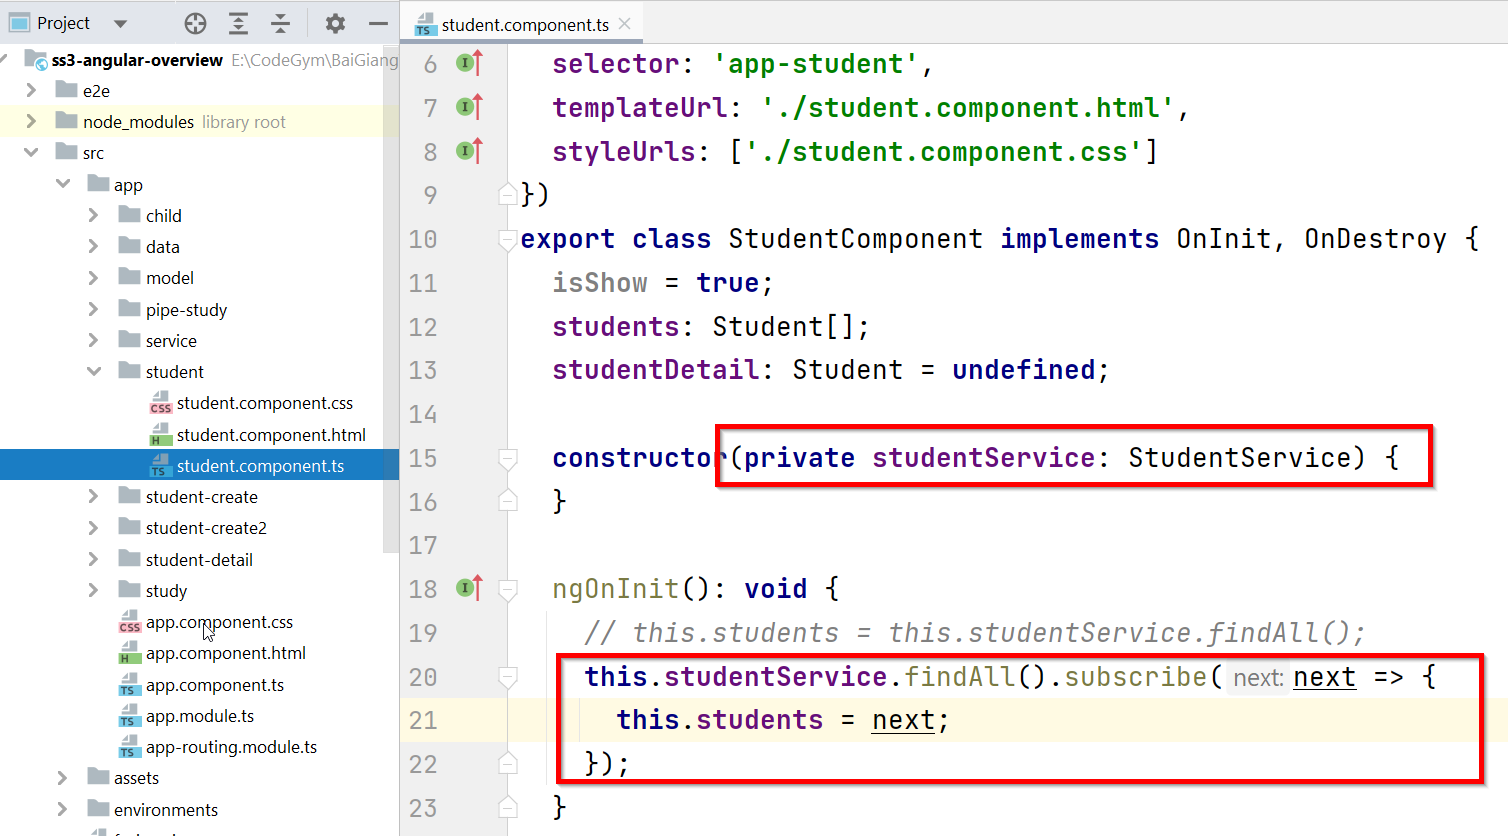 Project
ss3-angular-overview E:\CodeGym\BaiGiang
e2e
node_modules library root
src
app
child
data
model
pipe-study
service
student
student.component.css
student.component.html
student.component.ts
student-create
student-create2
student-detail
study
app.component.css
app.component.html
app.component.ts
app.module.ts
app-routing.module.ts
assets
environments
student.component.ts
6 selector: 'app-student',
7 templateUrl: './student.component.html',
8 styleUrls: ['./student.component.css']
9 })
10 export class StudentComponent implements OnInit, OnDestroy {
11 isShow = true;
12 students: Student[];
13 studentDetail: Student = undefined;
14
15 constructor(private studentService: StudentService) {
16 }
17
18 ngOnInit(): void {
19 // this.students = this.studentService.findAll();
20 this.studentService.findAll().subscribe( next: next => {
21 this.students = next;
22 });
23 }